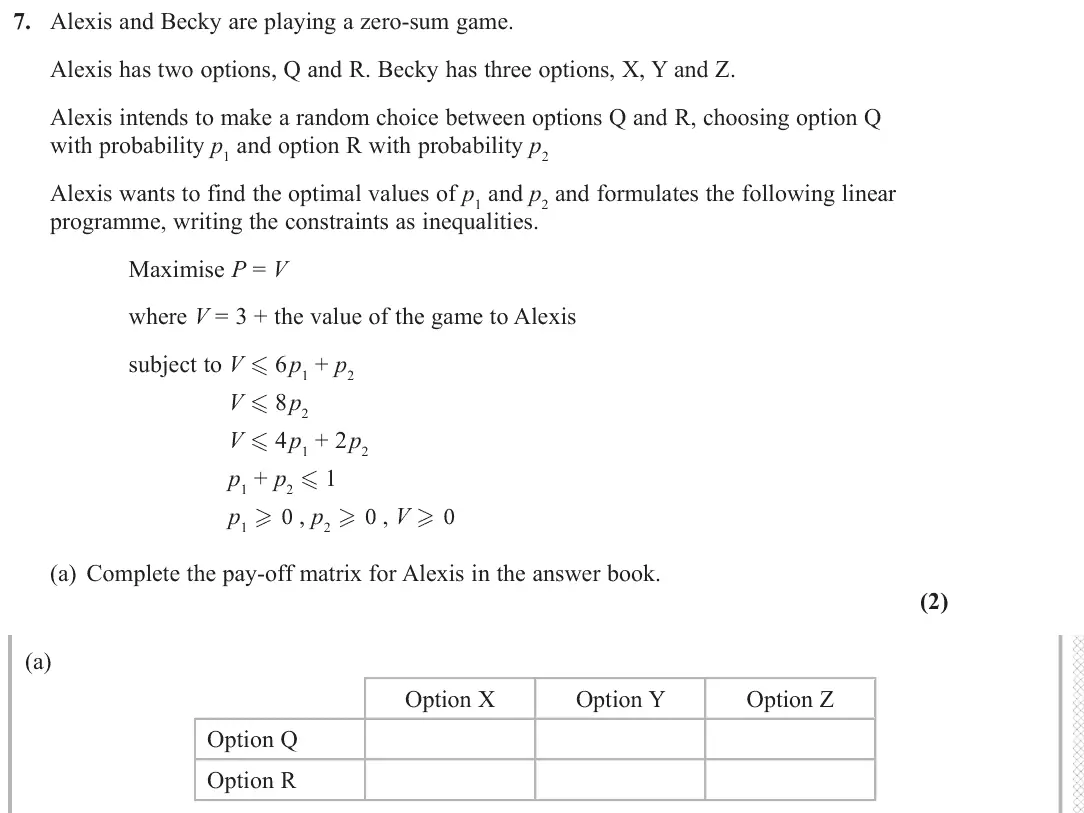 7. Alexis and Becky are playing a zero-sum game.
Alexis has two options, Q and R. Becky has three options, X, Y and Z.
Alexis intends to make a random choice between options Q and R, choosing option Q
with probability p₁ and option R with probability p₂
Alexis wants to find the optimal values of p₁ and p₂ and formulates the following linear
programme, writing the constraints as inequalities.
Maximise P = V
where V = 3 + the value of the game to Alexis
subject to V ⩽ 6p₁ + p₂
V ⩽ 8p₂
V ⩽ 4p₁ + 2p₂
p₁ + p₂ ⩽ 1
p₁ ⩾ 0 , p₂ ⩾ 0 , V ⩾ 0
(a) Complete the pay-off matrix for Alexis in the answer book.
(2)
(a)
Option X Option Y Option Z
Option Q
Option R